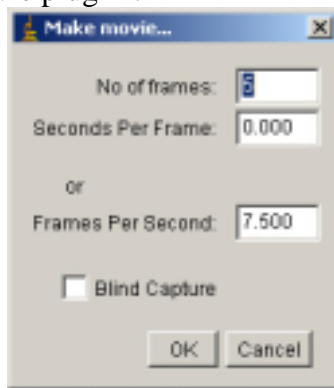 Make movie...
No of frames: 5
Seconds Per Frame: 0.000
or
Frames Per Second: 7.500
Blind Capture
OK Cancel